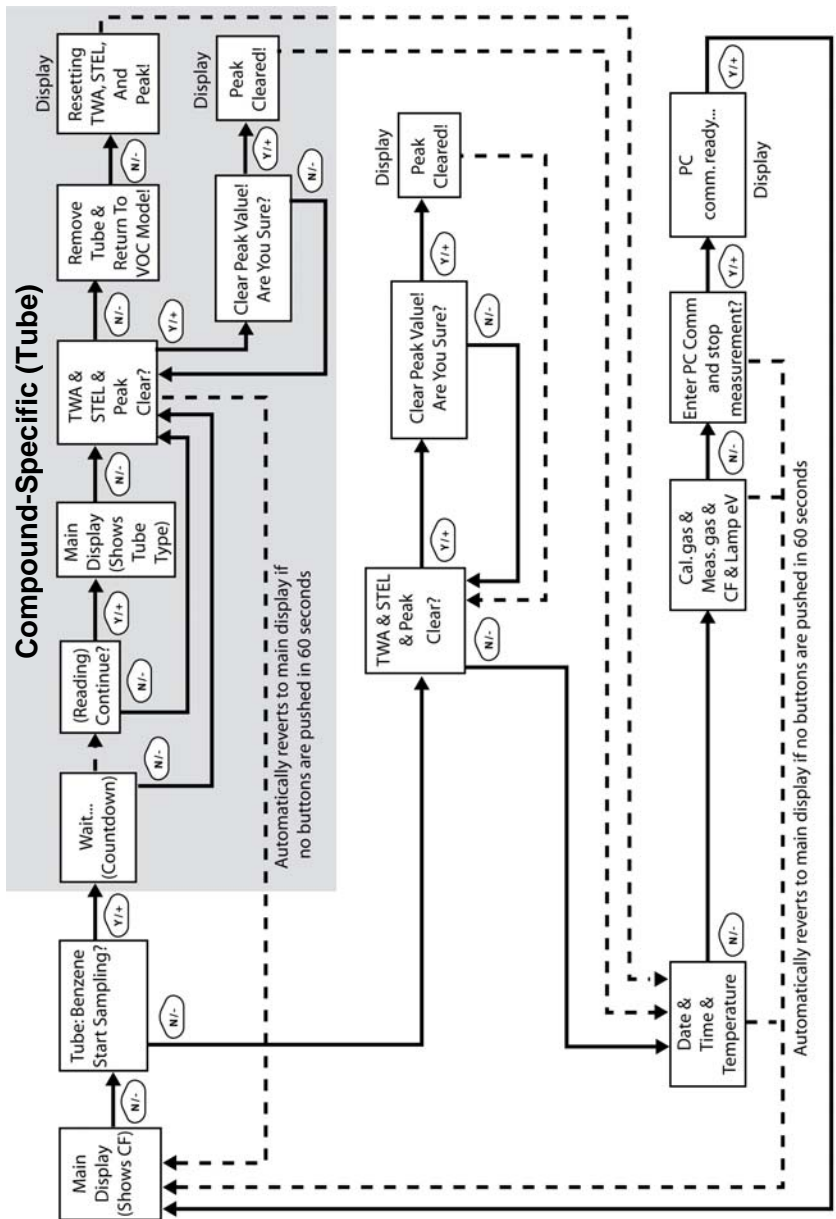 Compound-Specific (Tube)
Main
Display
(Shows CF)
N/-
Tube: Benzene
Start Sampling?
Y/+
N/-
Wait...
(Countdown)
N/-
(Reading)
Continue?
Y/+
N/-
Main
Display
(Shows
Tube
Type)
N/-
TWA &
STEL &
Peak
Clear?
N/-
Y/+
Remove
Tube &
Return To
VOC Mode!
N/-
Display
Resetting
TWA, STEL,
And
Peak!
Clear Peak Value!
Are You Sure?
Y/+
N/-
Display
Peak
Cleared!
Automatically reverts to main display if
no buttons are pushed in 60 seconds
TWA & STEL
& Peak
Clear?
Y/+
N/-
Clear Peak Value!
Are You Sure?
Y/+
N/-
Display
Peak
Cleared!
Date &
Time &
Temperature
N/-
Cal. gas &
Meas. gas &
CF & Lamp eV
N/-
Enter PC Comm
and stop
measurement?
Y/+
PC
comm. ready...
Display
Y/+
Automatically reverts to main display if no buttons are pushed in 60 seconds